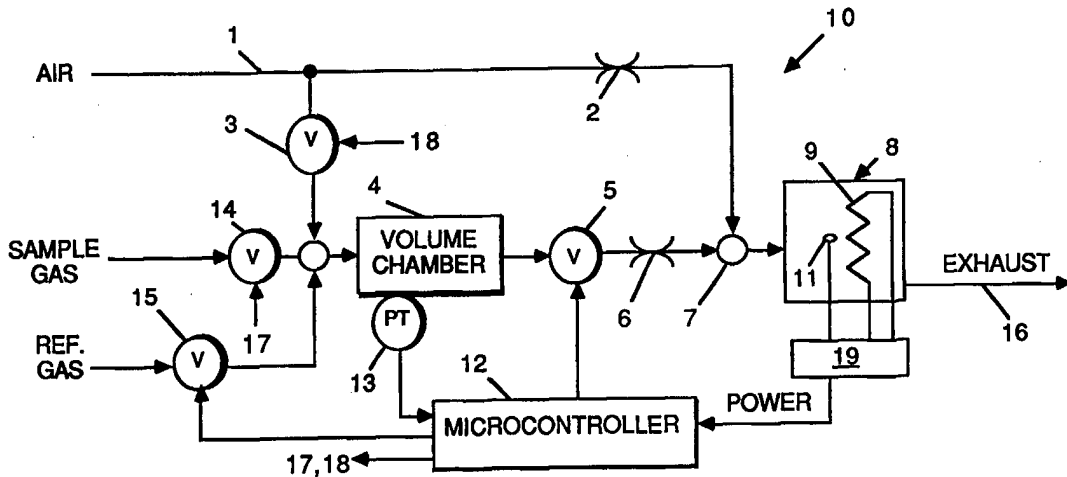 10
1
AIR
2
3
V
18
9
8
4
5
14
SAMPLE
GAS
V
VOLUME
CHAMBER
V
11
EXHAUST
15
17
6
7
16
REF.
GAS
V
PT
13
12
19
MICROCONTROLLER
POWER
17,18